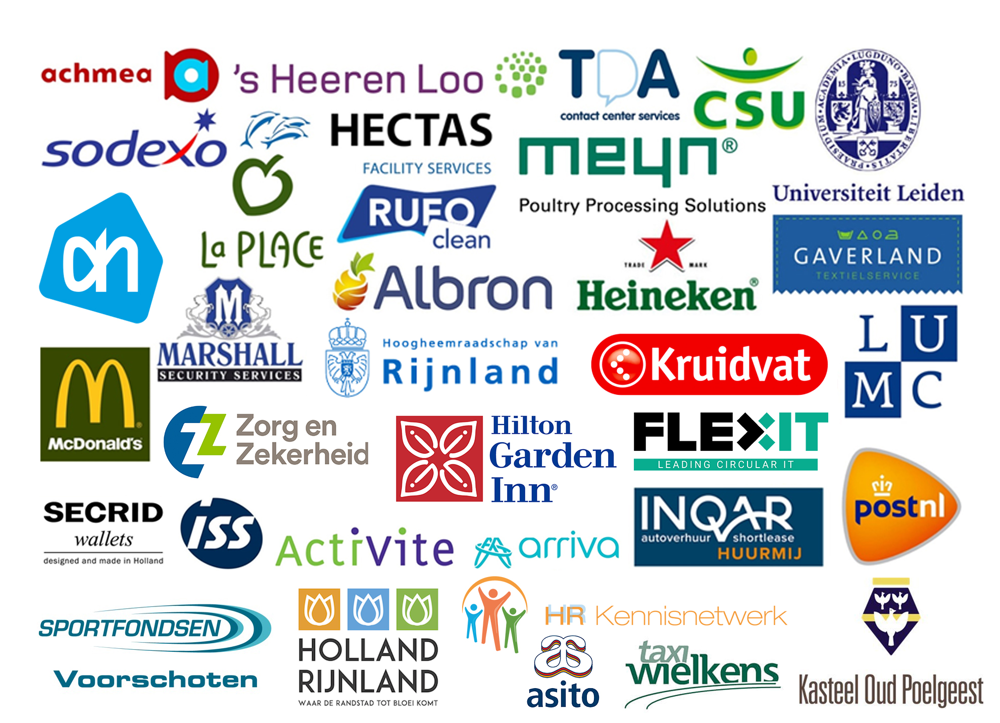 achmea
a
's Heeren Loo
TDA
contact center services
CSU
ACADEMIA·LUGDUNO·BATAVA·LIBERTATIS·PRAESIDIUM·
15 75
Universiteit Leiden
sodexo
HECTAS
FACILITY SERVICES
meyn®
Poultry Processing Solutions
ah
La PLACE
RUFO
clean
TRADE MARK
Heineken®
GAVERLAND
TEXTIELSERVICE
Albron
M
MARSHALL
SECURITY SERVICES
Hoogheemraadschap van
Rijnland
Kruidvat
L U
M C
M
®
McDonald's
ZZ
Zorg en
Zekerheid
Hilton
Garden
Inn®
FLEXIT
LEADING CIRCULAR IT
postnl
SECRID
wallets
designed and made in Holland
iss
ActiVite
arriva
INQAR
autoverhuur shortlease
HUURMIJ
SPORTFONDSEN
Voorschoten
HOLLAND
RIJNLAND
WAAR DE RANDSTAD TOT BLOEI KOMT
HR Kennisnetwerk
asito
taxi
wielkens
Kasteel Oud Poelgeest